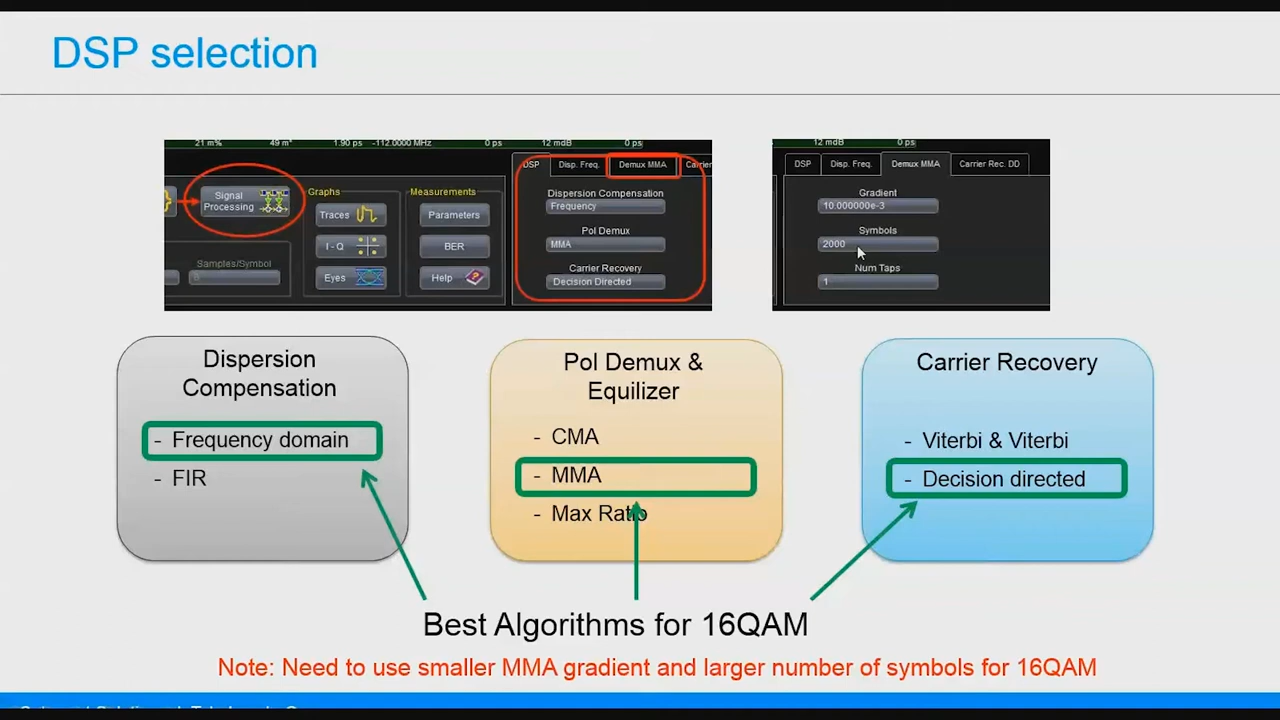 DSP selection
21 m%
49 m°
1.90 ps
-112.0000 MHz
0 ps
12 mdB
0 ps
Signal
Processing
Samples/Symbol
Graphs
Traces
I - Q
Eyes
Measurements
Parameters
BER
Help
DSP
Disp. Freq.
Demux MMA
Carrier
Dispersion Compensation
Frequency
Pol Demux
MMA
Carrier Recovery
Decision Directed
12 mdB
0 ps
DSP
Disp. Freq.
Demux MMA
Carrier Rec. DD
Gradient
10.000000e-3
Symbols
2000
Num Taps
1
Dispersion
Compensation
- Frequency domain
- FIR
Pol Demux &
Equilizer
- CMA
- MMA
- Max Ratio
Carrier Recovery
- Viterbi & Viterbi
- Decision directed
Best Algorithms for 16QAM
Note: Need to use smaller MMA gradient and larger number of symbols for 16QAM